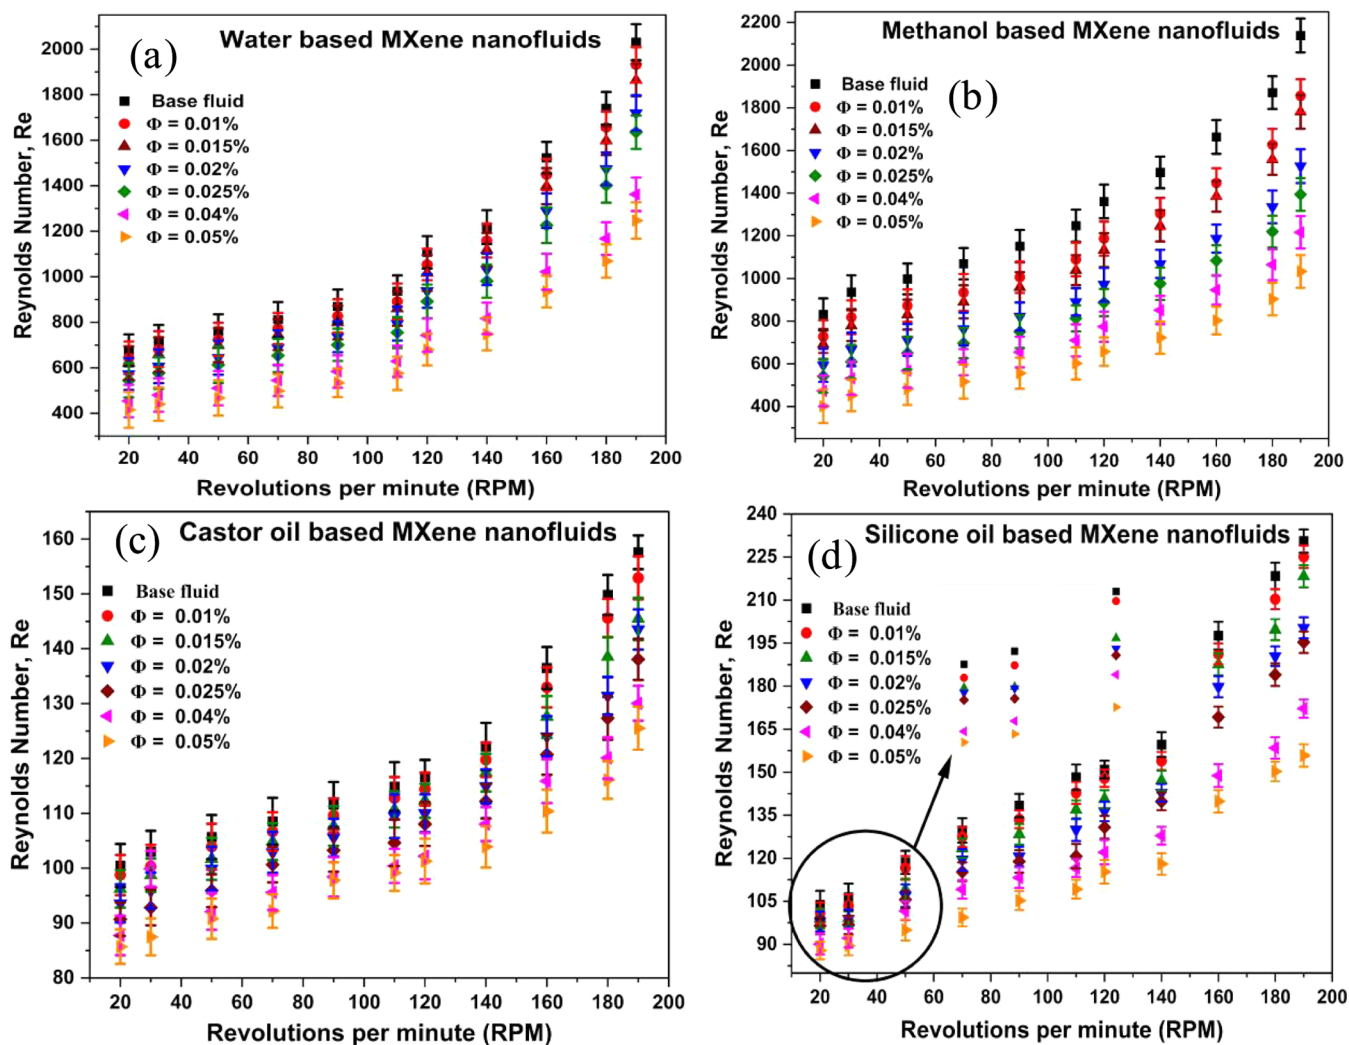 (a)
Water based MXene nanofluids
Base fluid
Φ = 0.01%
Φ = 0.015%
Φ = 0.02%
Φ = 0.025%
Φ = 0.04%
Φ = 0.05%
Reynolds Number, Re
2000
1800
1600
1400
1200
1000
800
600
400
20 40 60 80 100 120 140 160 180 200
Revolutions per minute (RPM)
Methanol based MXene nanofluids
(b)
Base fluid
Φ = 0.01%
Φ = 0.015%
Φ = 0.02%
Φ = 0.025%
Φ = 0.04%
Φ = 0.05%
Reynolds Number, Re
2200
2000
1800
1600
1400
1200
1000
800
600
400
20 40 60 80 100 120 140 160 180 200
Revolutions per minute (RPM)
(c)
Castor oil based MXene nanofluids
Base fluid
Φ = 0.01%
Φ = 0.015%
Φ = 0.02%
Φ = 0.025%
Φ = 0.04%
Φ = 0.05%
Reynolds Number, Re
160
150
140
130
120
110
100
90
80
20 40 60 80 100 120 140 160 180 200
Revolutions per minute (RPM)
Silicone oil based MXene nanofluids
(d)
Base fluid
Φ = 0.01%
Φ = 0.015%
Φ = 0.02%
Φ = 0.025%
Φ = 0.04%
Φ = 0.05%
Reynolds Number, Re
240
225
210
195
180
165
150
135
120
105
90
20 40 60 80 100 120 140 160 180 200
Revolutions per minute (RPM)